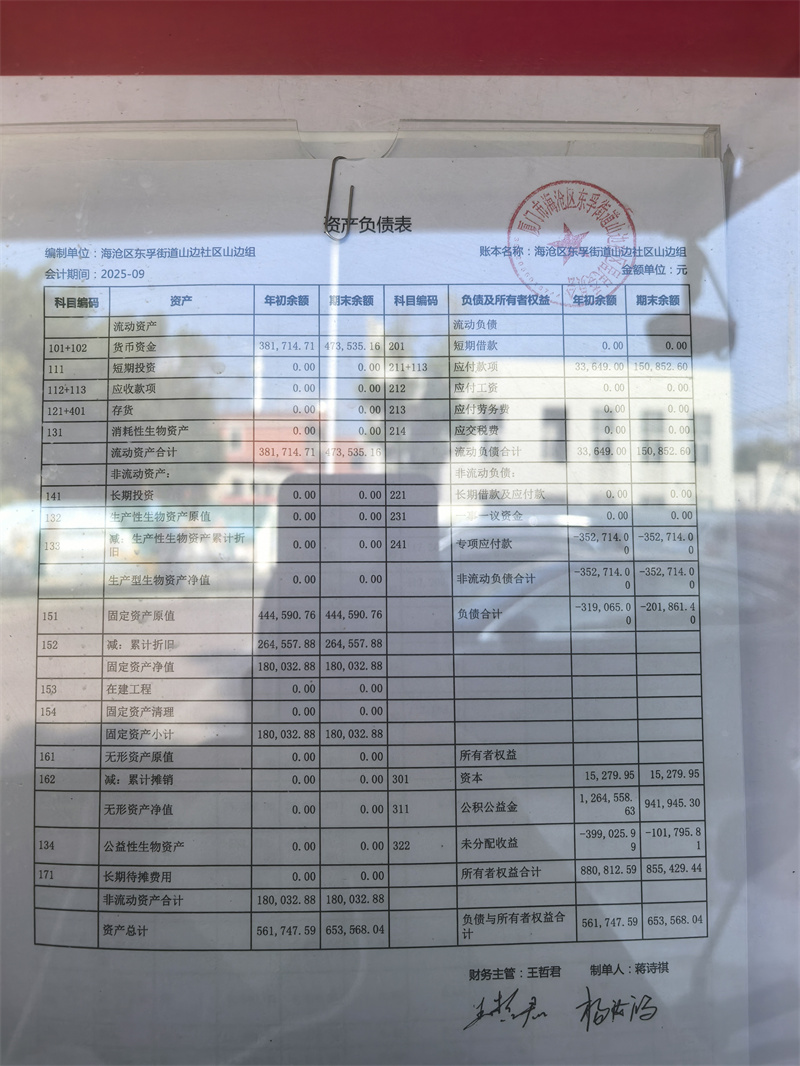 资产负债表
编制单位：海沧区东孚街道山边社区山边组 账本名称：海沧区东孚街道山边社区山边组
会计期间：2025-09 金额单位：元
科目编码 资产 年初余额 期末余额 科目编码 负债及所有者权益 年初余额 期末余额
流动资产 流动负债
101+102 货币资金 381,714.71 473,535.16 201 短期借款 0.00 0.00
111 短期投资 0.00 0.00 211+113 应付款项 33,649.00 150,852.60
112+113 应收款项 0.00 0.00 212 应付工资 0.00 0.00
121+401 存货 0.00 0.00 213 应付劳务费 0.00 0.00
131 消耗性生物资产 0.00 0.00 214 应交税费 0.00 0.00
流动资产合计 381,714.71 473,535.16 流动负债合计 33,649.00 150,852.60
非流动资产： 非流动负债：
141 长期投资 0.00 0.00 221 长期借款及应付款 0.00 0.00
132 生产性生物资产原值 0.00 0.00 231 一事一议资金 0.00 0.00
133 减：生产性生物资产累计折旧 0.00 0.00 241 专项应付款 -352,714.00 -352,714.00
生产型生物资产净值 0.00 0.00 非流动负债合计 -352,714.00 -352,714.00
151 固定资产原值 444,590.76 444,590.76 负债合计 -319,065.00 -201,861.40
152 减：累计折旧 264,557.88 264,557.88
固定资产净值 180,032.88 180,032.88
153 在建工程 0.00 0.00
154 固定资产清理 0.00 0.00
固定资产小计 180,032.88 180,032.88
161 无形资产原值 0.00 0.00 所有者权益
162 减：累计摊销 0.00 0.00 301 资本 15,279.95 15,279.95
无形资产净值 0.00 0.00 311 公积公益金 1,264,558.63 941,945.30
134 公益性生物资产 0.00 0.00 322 未分配收益 -399,025.99 -101,795.81
171 长期待摊费用 0.00 0.00 所有者权益合计 880,812.59 855,429.44
非流动资产合计 180,032.88 180,032.88
资产总计 561,747.59 653,568.04 负债与所有者权益合计 561,747.59 653,568.04
财务主管：王哲君 制单人：蒋诗祺
王哲君
厦门市海沧区东孚街道山边